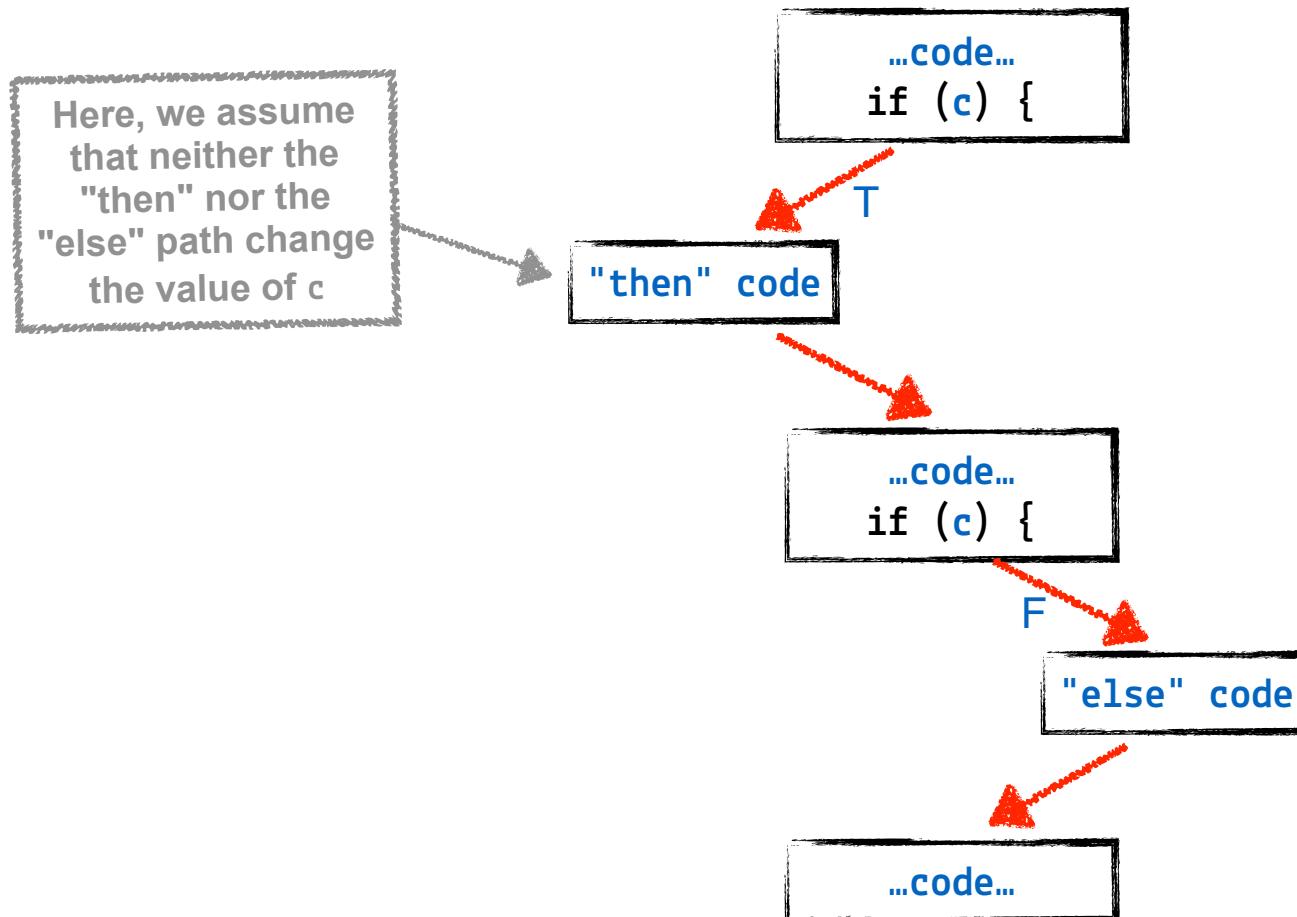 …code…
if (c) {
Here, we assume
that neither the
"then" nor the
"else" path change
the value of c
T
"then" code
…code…
if (c) {
F
"else" code
…code…